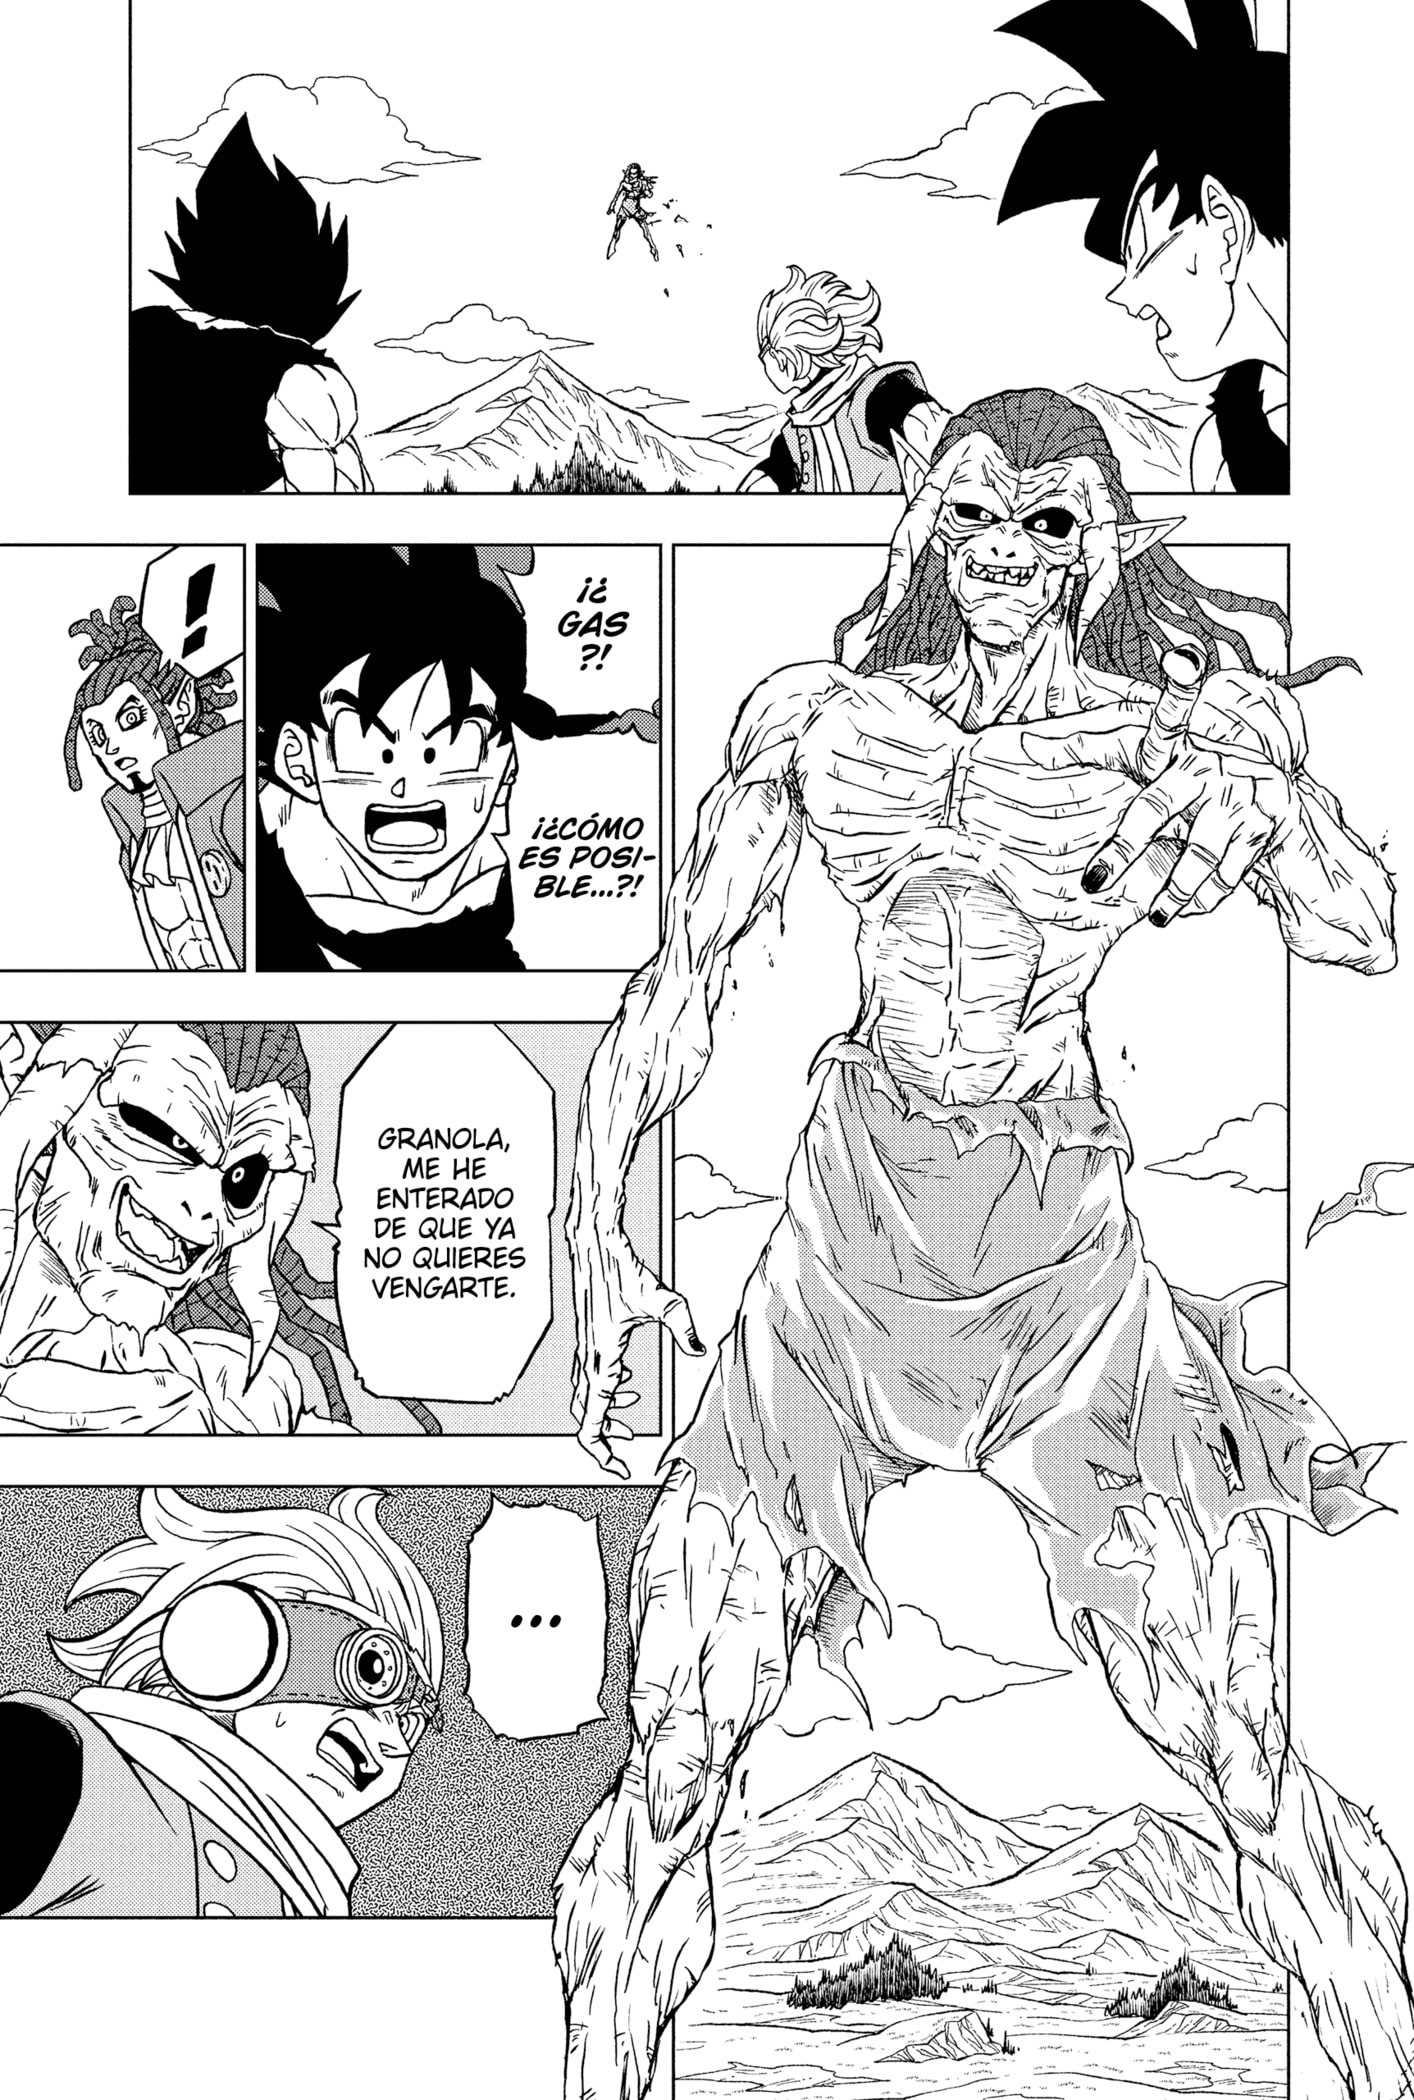 ¡¿
GAS
?!
¡¿CÓMO
ES POSI-
BLE...?!
!
GRANOLA,
ME HE
ENTERADO
DE QUE YA
NO QUIERES
VENGARTE.
...